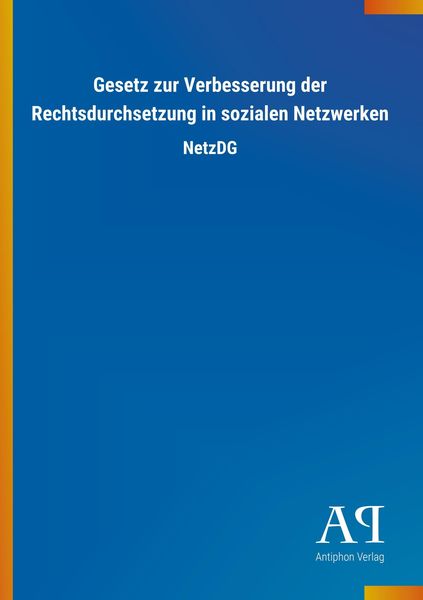 Gesetz zur Verbesserung der
Rechtsdurchsetzung in sozialen Netzwerken
NetzDG
AP
Antiphon Verlag